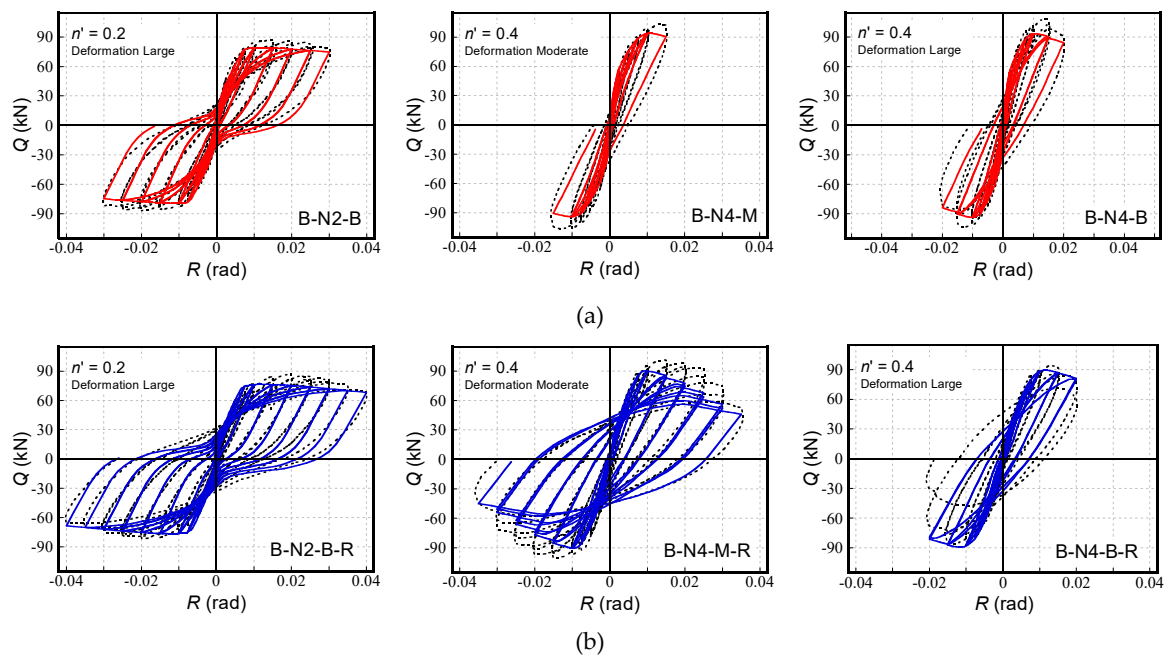 n' = 0.2
Deformation Large
Q (kN)
90
60
30
0
-30
-60
-90
B-N2-B
-0.04 -0.02 0 0.02 0.04
R (rad)
n' = 0.4
Deformation Moderate
Q (kN)
90
60
30
0
-30
-60
-90
B-N4-M
-0.04 -0.02 0 0.02 0.04
R (rad)
n' = 0.4
Deformation Large
Q (kN)
90
60
30
0
-30
-60
-90
B-N4-B
-0.04 -0.02 0 0.02 0.04
R (rad)
(a)
n' = 0.2
Deformation Large
Q (kN)
90
60
30
0
-30
-60
-90
B-N2-B-R
-0.04 -0.02 0 0.02 0.04
R (rad)
n' = 0.4
Deformation Moderate
Q (kN)
90
60
30
0
-30
-60
-90
B-N4-M-R
-0.04 -0.02 0 0.02 0.04
R (rad)
n' = 0.4
Deformation Large
Q (kN)
90
60
30
0
-30
-60
-90
B-N4-B-R
-0.04 -0.02 0 0.02 0.04
R (rad)
(b)